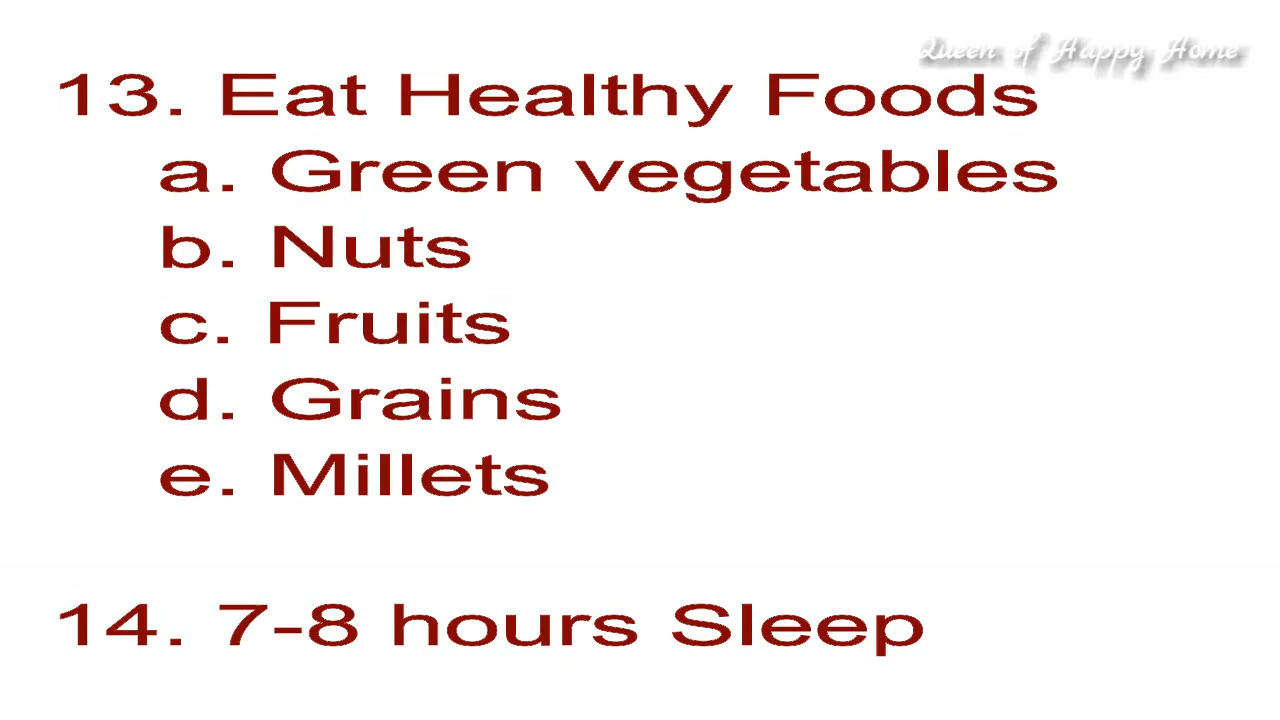 Queen of Happy Home
13. Eat Healthy Foods
a. Green vegetables
b. Nuts
c. Fruits
d. Grains
e. Millets
14. 7-8 hours Sleep